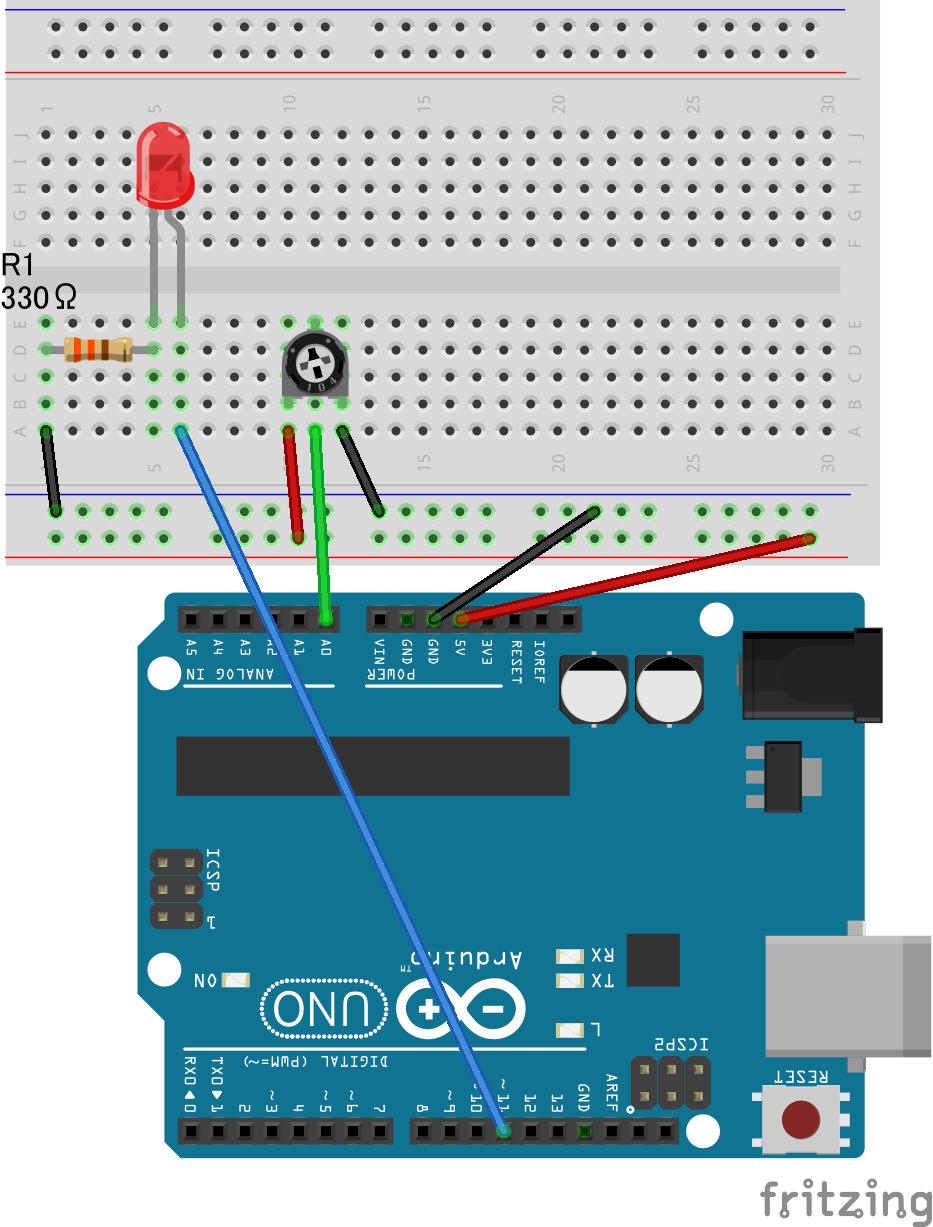 1 5 10 15 20 25 30
J J
I I
H H
G G
F F
R1
330Ω
E E
D D
C C
B B
A A
1 0 4
5 15 20 25 30
A5 A4 A3 A2 A1 A0 VIN GND GND 5V 3V3 RESET IOREF
ANALOG IN POWER
ICSP
1
Arduino™
ON UNO
RX
TX
L
ICSP2
DIGITAL (PWM=~)
RESET
RX0◀0 TX0▶1 2 ~3 4 ~5 ~6 7 8 ~9 ~10 ~11 12 13 GND AREF
fritzing